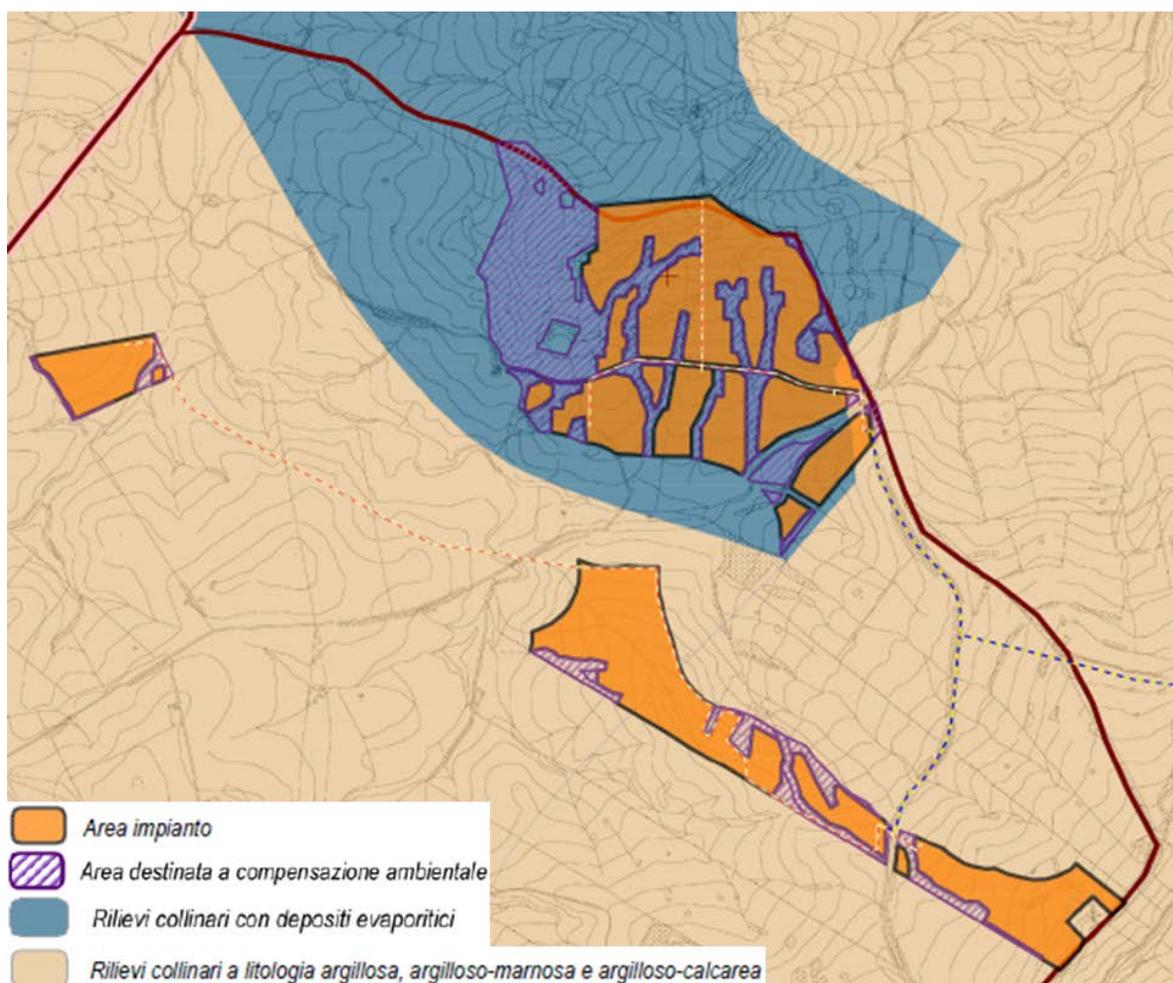 Area impianto
Area destinata a compensazione ambientale
Rilievi collinari con depositi evaporitici
Rilievi collinari a litologia argillosa, argilloso-marnosa e argilloso-calcarea